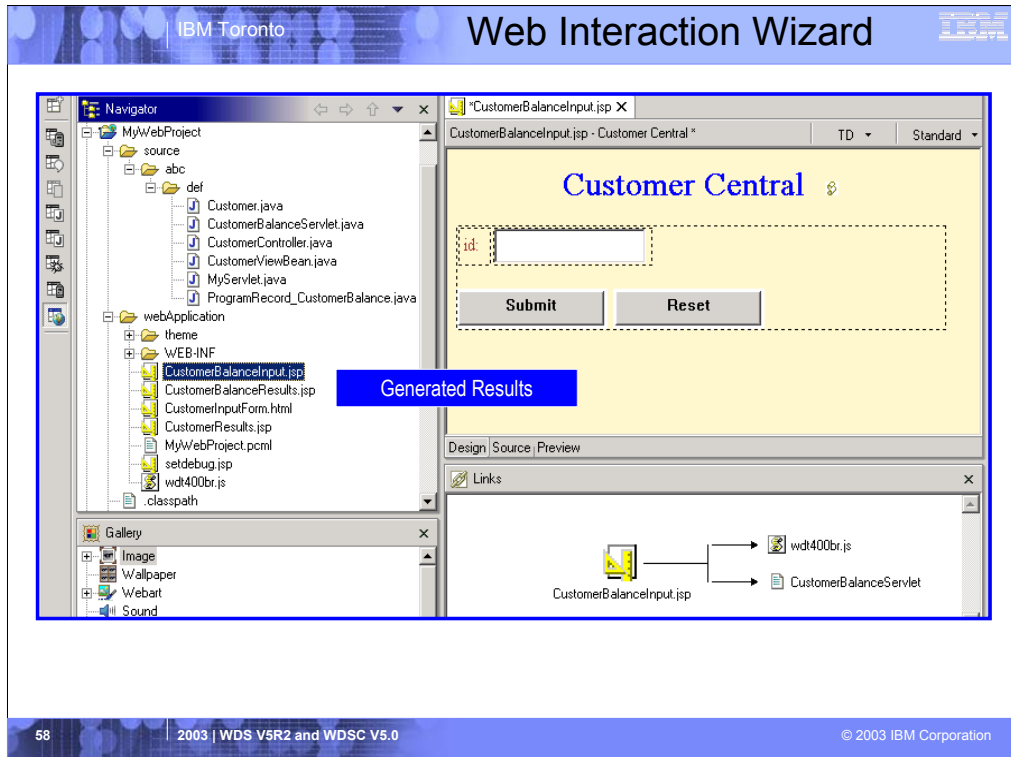 IBM Toronto
Web Interaction Wizard
IBM
Navigator
MyWebProject
source
abc
def
Customer.java
CustomerBalanceServlet.java
CustomerController.java
CustomerViewBean.java
MyServlet.java
ProgramRecord_CustomerBalance.java
webApplication
theme
WEB-INF
CustomerBalanceInput.jsp
CustomerBalanceResults.jsp
CustomerInputForm.html
CustomerResults.jsp
MyWebProject.pcml
setdebug.jsp
wdt400br.js
.classpath
Gallery
Image
Wallpaper
Webart
Sound
*CustomerBalanceInput.jsp
CustomerBalanceInput.jsp - Customer Central *
TD
Standard
Customer Central
id:
Submit
Reset
Generated Results
Design Source Preview
Links
wdt400br.js
CustomerBalanceServlet
CustomerBalanceInput.jsp
58
2003 | WDS V5R2 and WDSC V5.0
© 2003 IBM Corporation